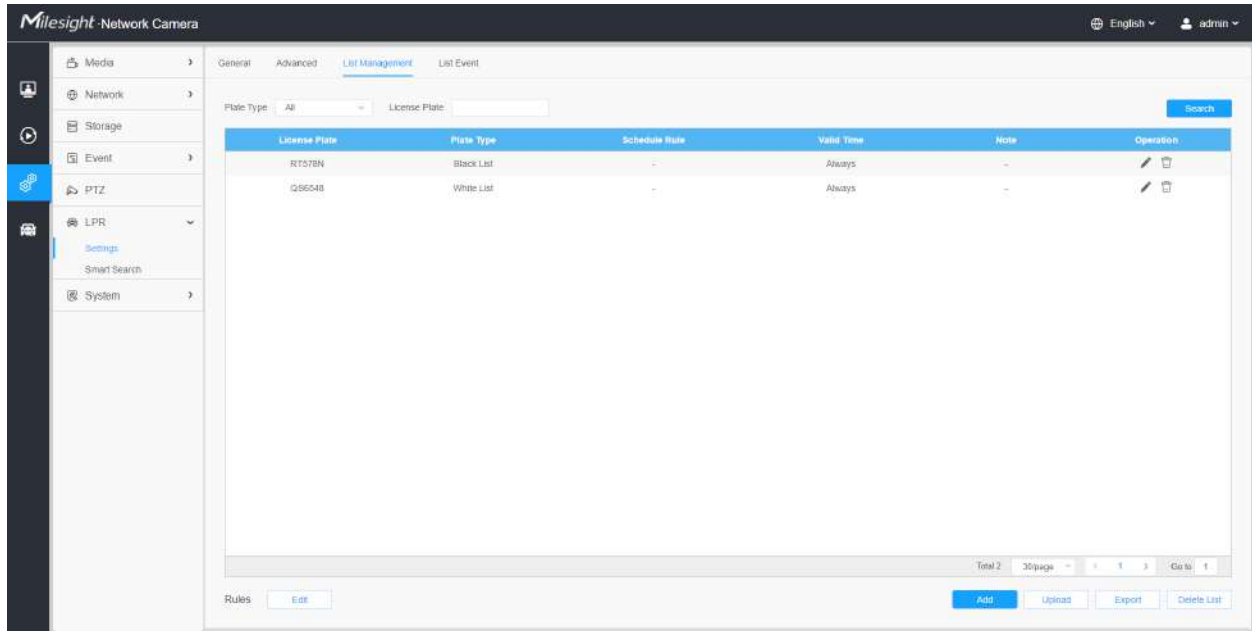 Milesight Network Camera English admin
Media
Network
Storage
Event
PTZ
LPR
Settings
Smart Search
System
General Advanced List Management List Event
Plate Type All License Plate Search
License Plate Plate Type Schedule Rule Valid Time Note Operation
RT578N Black List - Always -
QS6548 White List - Always -
Total 2 30/page 1 Go to 1
Rules Edit Add Upload Export Delete List